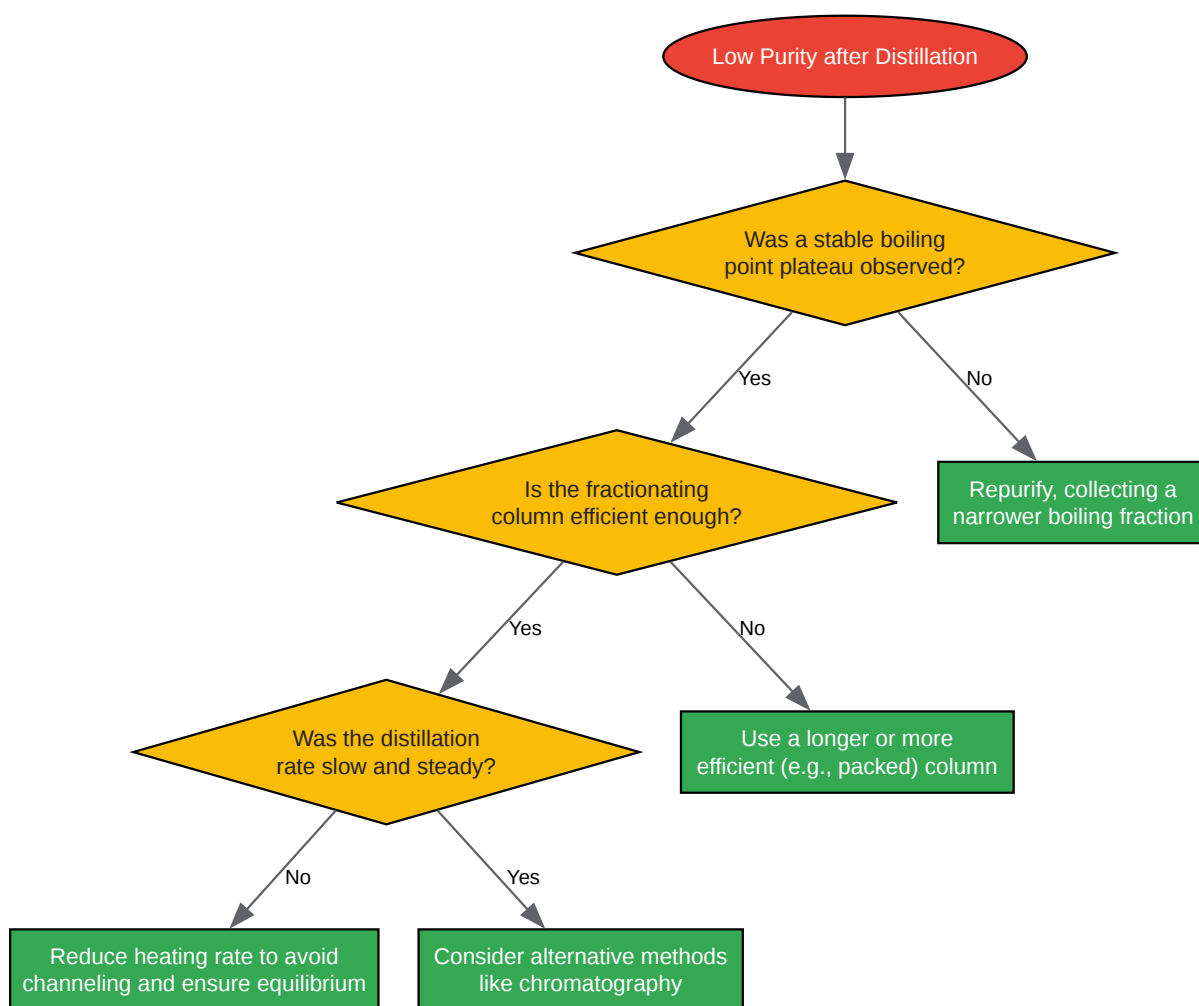 Low Purity after Distillation
Was a stable boiling
point plateau observed?
Yes
No
Is the fractionating
column efficient enough?
Repurify, collecting a
narrower boiling fraction
Yes
No
Was the distillation
rate slow and steady?
Use a longer or more
efficient (e.g., packed) column
No
Yes
Reduce heating rate to avoid
channeling and ensure equilibrium
Consider alternative methods
like chromatography